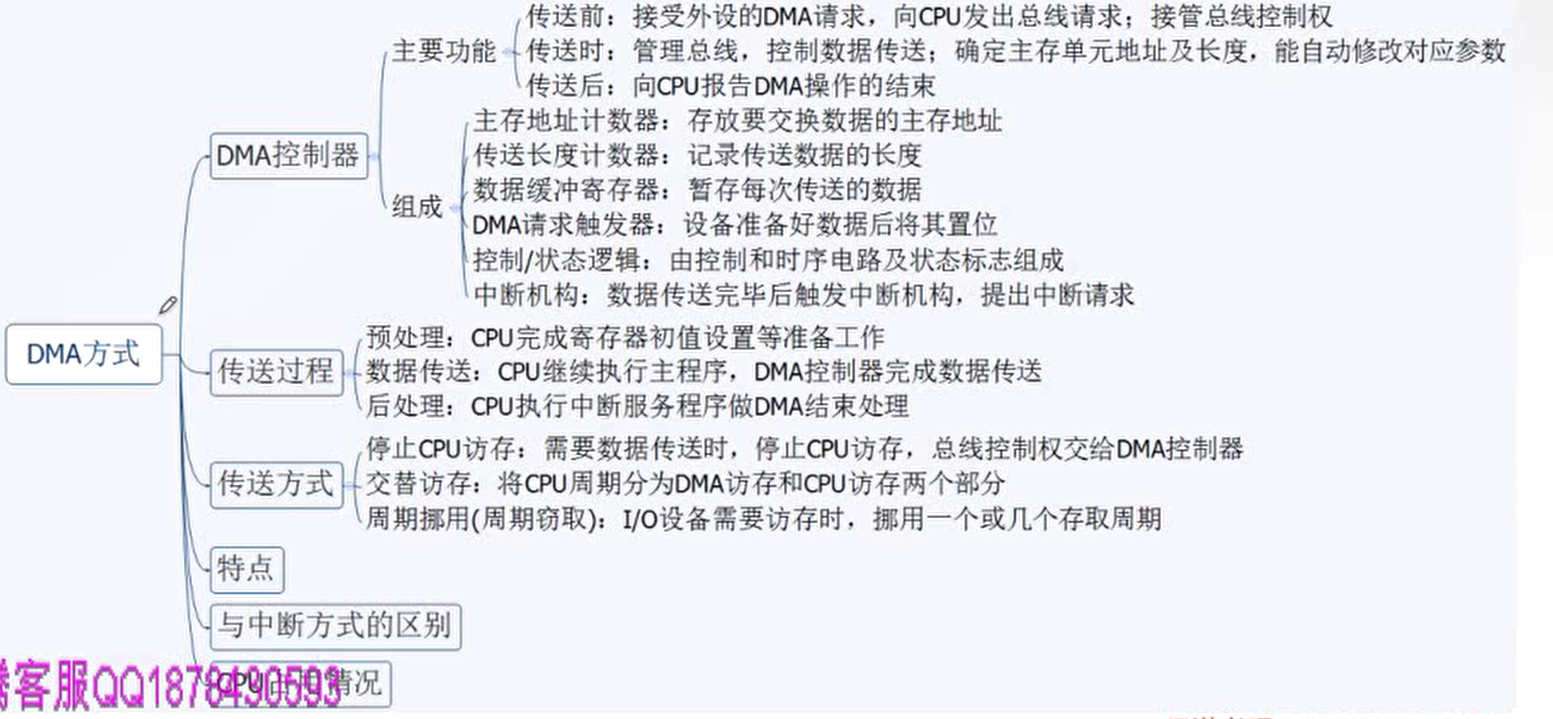 传送前：接受外设的DMA请求，向CPU发出总线请求；接管总线控制权
主要功能
传送时：管理总线，控制数据传送；确定主存单元地址及长度，能自动修改对应参数
传送后：向CPU报告DMA操作的结束
DMA控制器
主存地址计数器：存放要交换数据的主存地址
传送长度计数器：记录传送数据的长度
数据缓冲寄存器：暂存每次传送的数据
组成
DMA请求触发器：设备准备好数据后将其置位
控制/状态逻辑：由控制和时序电路及状态标志组成
中断机构：数据传送完毕后触发中断机构，提出中断请求
DMA方式
预处理：CPU完成寄存器初值设置等准备工作
传送过程
数据传送：CPU继续执行主程序，DMA控制器完成数据传送
后处理：CPU执行中断服务程序做DMA结束处理
停止CPU访存：需要数据传送时，停止CPU访存，总线控制权交给DMA控制器
传送方式
交替访存：将CPU周期分为DMA访存和CPU访存两个部分
周期挪用(周期窃取)：I/O设备需要访存时，挪用一个或几个存取周期
特点
与中断方式的区别
CPU占用情况
客服QQ1878490593